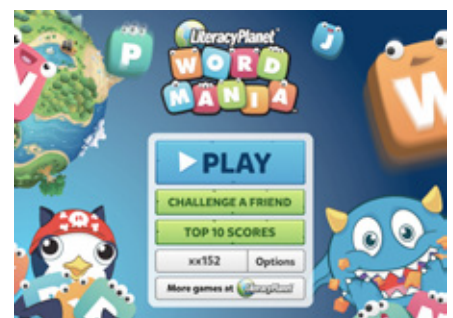 LiteracyPlanet
WORD
MANIA
P
J
W
PLAY
CHALLENGE A FRIEND
TOP 10 SCORES
xx152 Options
More games at LiteracyPlanet